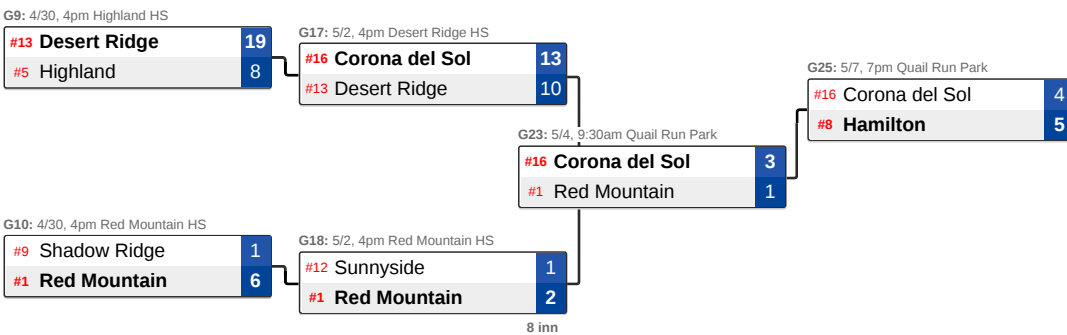 G9: 4/30, 4pm Highland HS
#13 Desert Ridge 19
#5 Highland 8
G17: 5/2, 4pm Desert Ridge HS
#16 Corona del Sol 13
#13 Desert Ridge 10
G25: 5/7, 7pm Quail Run Park
#16 Corona del Sol 4
#8 Hamilton 5
G23: 5/4, 9:30am Quail Run Park
#16 Corona del Sol 3
#1 Red Mountain 1
G10: 4/30, 4pm Red Mountain HS
#9 Shadow Ridge 1
#1 Red Mountain 6
G18: 5/2, 4pm Red Mountain HS
#12 Sunnyside 1
#1 Red Mountain 2
8 inn